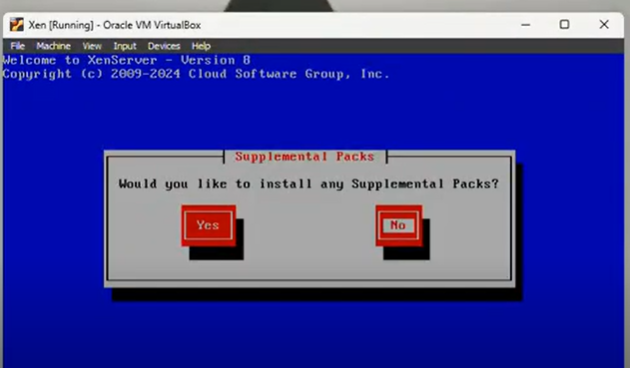 Xen [Running] - Oracle VM VirtualBox
File Machine View Input Devices Help
Welcome to XenServer - Version 8
Copyright (c) 2009-2024 Cloud Software Group, Inc.
Supplemental Packs
Would you like to install any Supplemental Packs?
Yes No